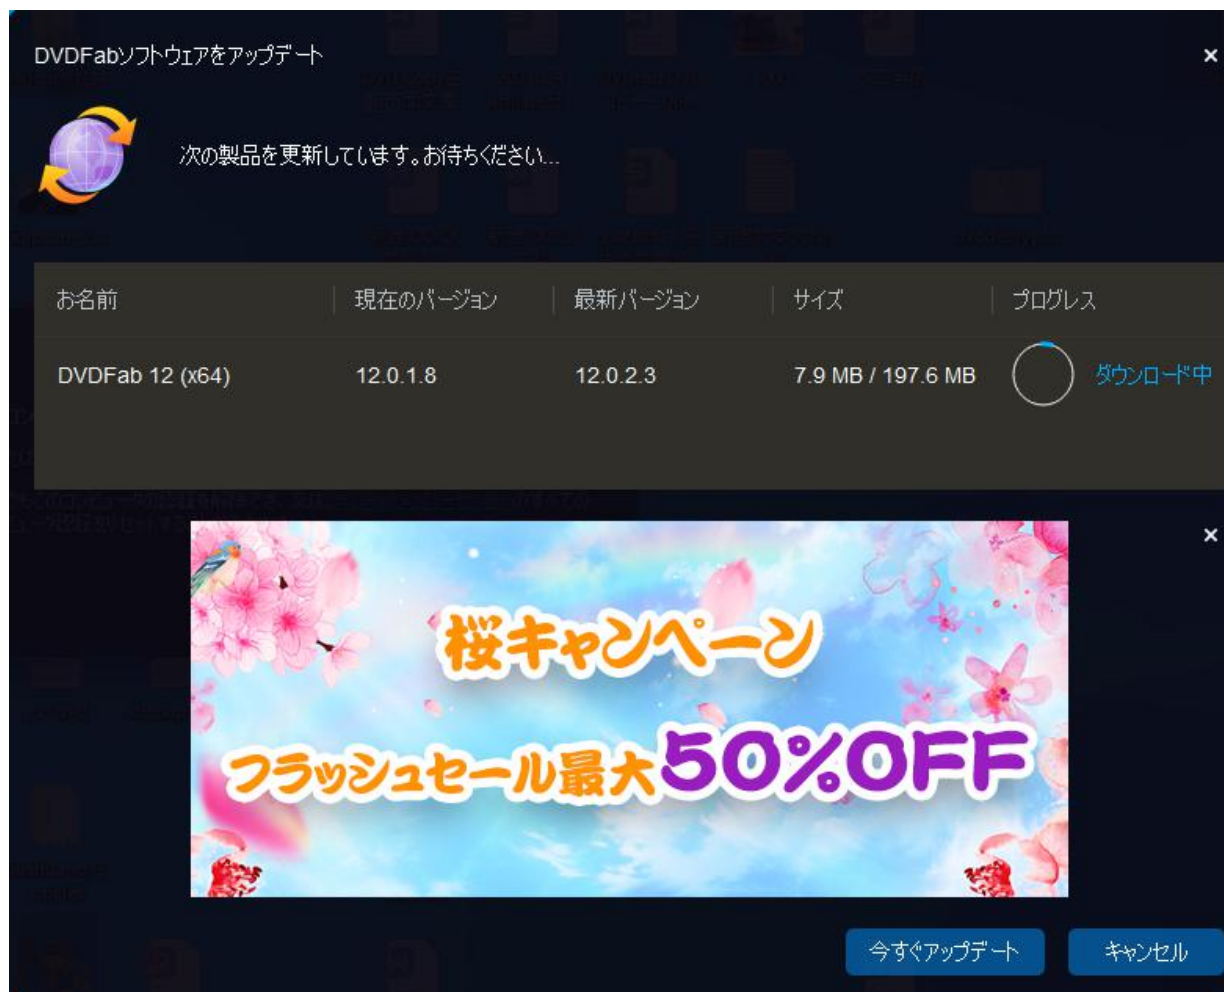 DVDFabソフトウェアをアップデート
次の製品を更新しています。お待ちください...
お名前 現在のバージョン 最新バージョン サイズ プログレス
DVDFab 12 (x64) 12.0.1.8 12.0.2.3 7.9 MB / 197.6 MB ダウンロード中
桜キャンペーン
フラッシュセール最大50%OFF
今すぐアップデート キャンセル